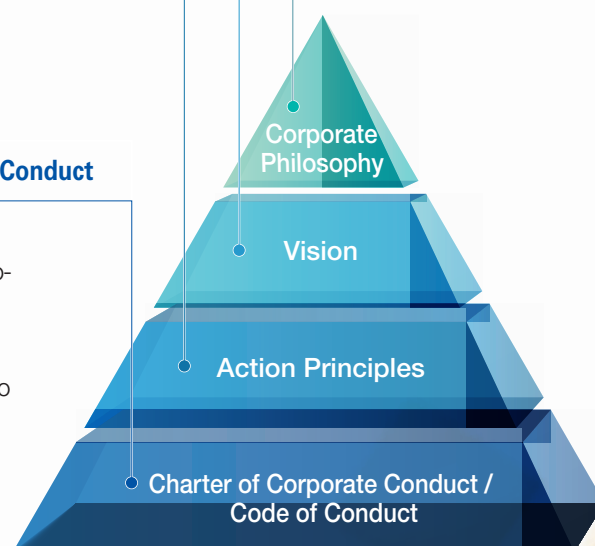 Corporate
Philosophy
Conduct
Vision
Action Principles
Charter of Corporate Conduct /
Code of Conduct